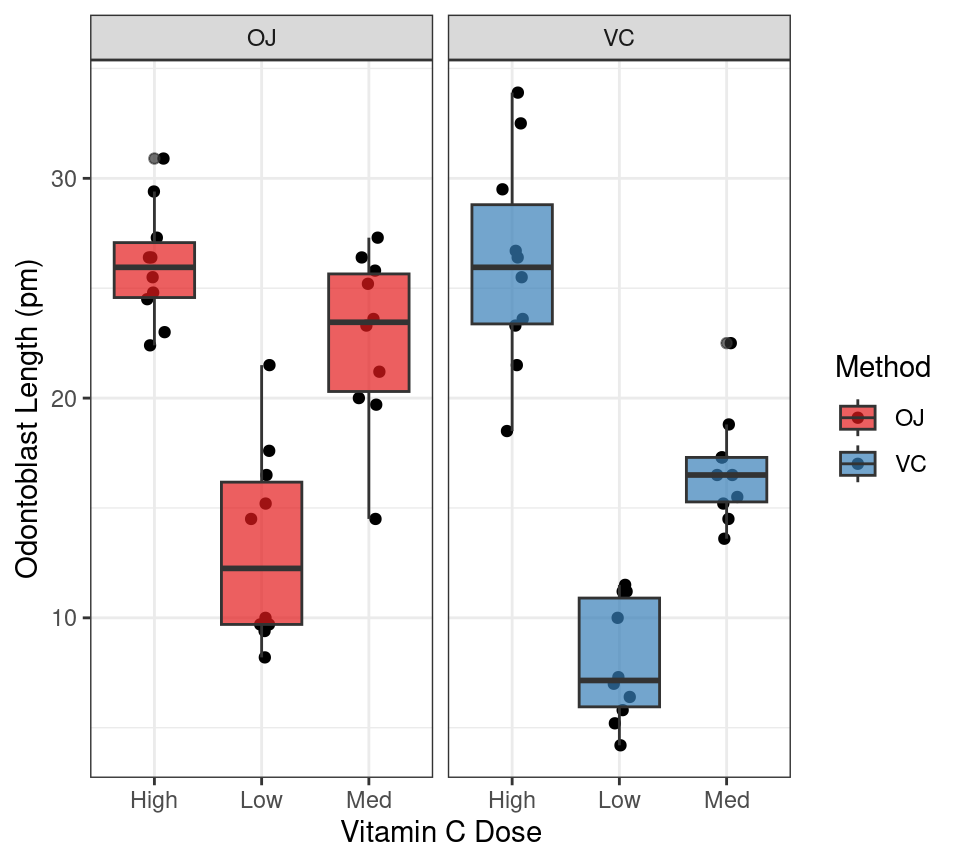 OJ
VC
30
20
10
Odontoblast Length (pm)
High
Low
Med
High
Low
Med
Vitamin C Dose
Method
OJ
VC